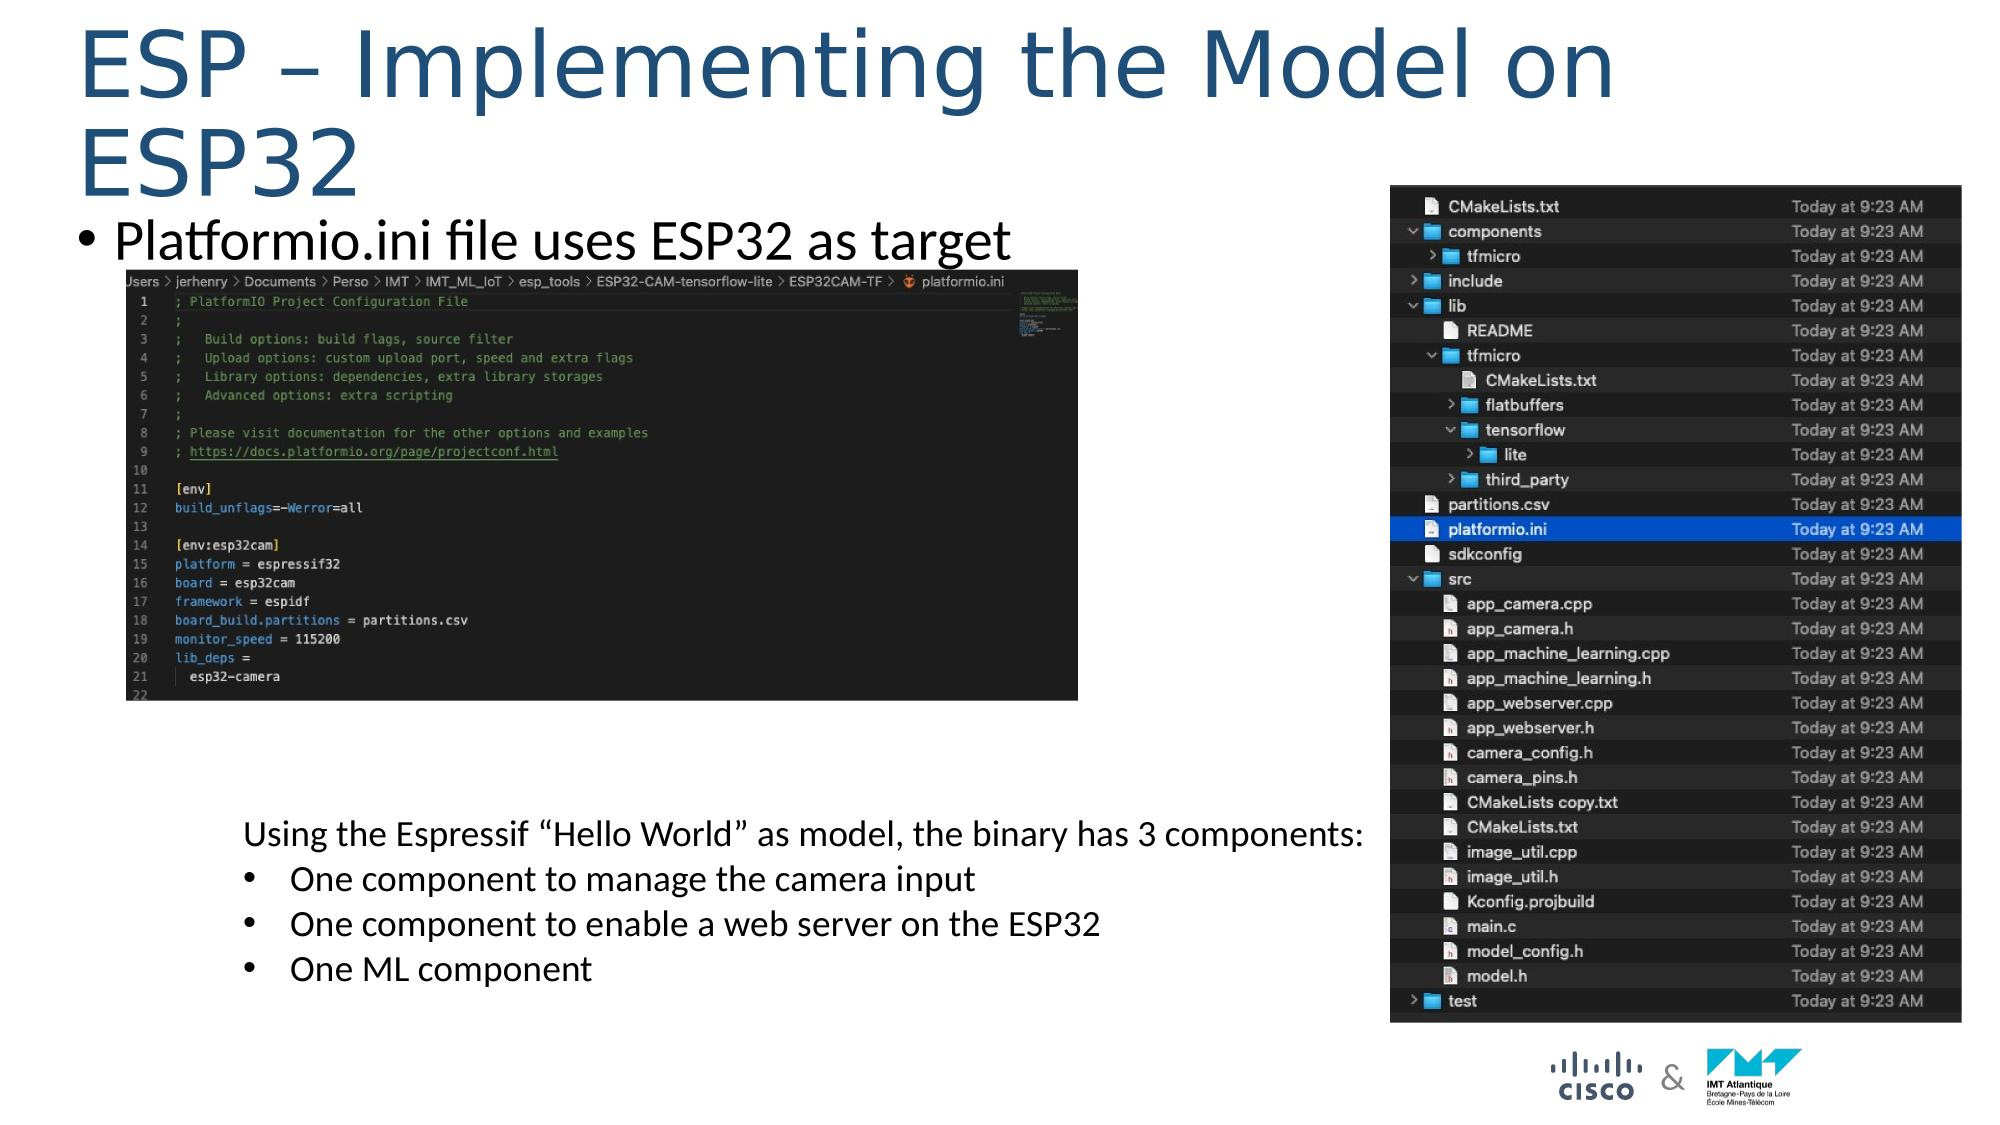 ESP – Implementing the Model on
ESP32
• Platformio.ini file uses ESP32 as target
Users > jerhenry > Documents > Perso > IMT > IMT_ML_IoT > esp_tools > ESP32-CAM-tensorflow-lite > ESP32CAM-TF > platformio.ini
1 ; PlatformIO Project Configuration File
2 ;
3 ;   Build options: build flags, source filter
4 ;   Upload options: custom upload port, speed and extra flags
5 ;   Library options: dependencies, extra library storages
6 ;   Advanced options: extra scripting
7 ;
8 ; Please visit documentation for the other options and examples
9 ; https://docs.platformio.org/page/projectconf.html
10
11 [env]
12 build_unflags=-Werror=all
13
14 [env:esp32cam]
15 platform = espressif32
16 board = esp32cam
17 framework = espidf
18 board_build.partitions = partitions.csv
19 monitor_speed = 115200
20 lib_deps =
21   esp32-camera
22
Using the Espressif “Hello World” as model, the binary has 3 components:
• One component to manage the camera input
• One component to enable a web server on the ESP32
• One ML component
CMakeLists.txt Today at 9:23 AM
components Today at 9:23 AM
tfmicro Today at 9:23 AM
include Today at 9:23 AM
lib Today at 9:23 AM
README Today at 9:23 AM
tfmicro Today at 9:23 AM
CMakeLists.txt Today at 9:23 AM
flatbuffers Today at 9:23 AM
tensorflow Today at 9:23 AM
lite Today at 9:23 AM
third_party Today at 9:23 AM
partitions.csv Today at 9:23 AM
platformio.ini Today at 9:23 AM
sdkconfig Today at 9:23 AM
src Today at 9:23 AM
app_camera.cpp Today at 9:23 AM
app_camera.h Today at 9:23 AM
app_machine_learning.cpp Today at 9:23 AM
app_machine_learning.h Today at 9:23 AM
app_webserver.cpp Today at 9:23 AM
app_webserver.h Today at 9:23 AM
camera_config.h Today at 9:23 AM
camera_pins.h Today at 9:23 AM
CMakeLists copy.txt Today at 9:23 AM
CMakeLists.txt Today at 9:23 AM
image_util.cpp Today at 9:23 AM
image_util.h Today at 9:23 AM
Kconfig.projbuild Today at 9:23 AM
main.c Today at 9:23 AM
model_config.h Today at 9:23 AM
model.h Today at 9:23 AM
test Today at 9:23 AM
CISCO & IMT Atlantique
Bretagne-Pays de la Loire
École Mines-Télécom